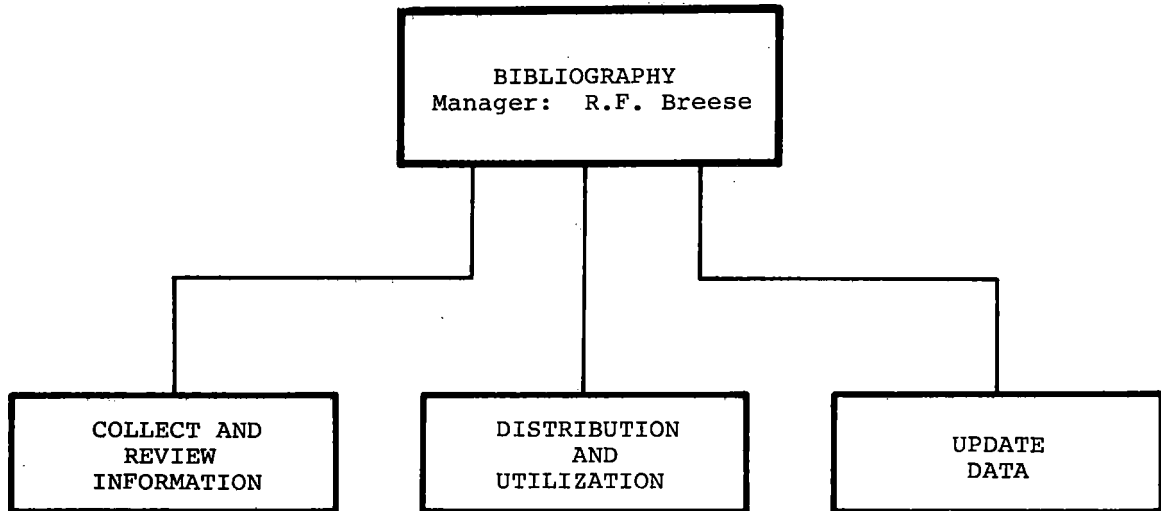 BIBLIOGRAPHY
Manager: R.F. Breese
COLLECT AND
REVIEW
INFORMATION
DISTRIBUTION
AND
UTILIZATION
UPDATE
DATA